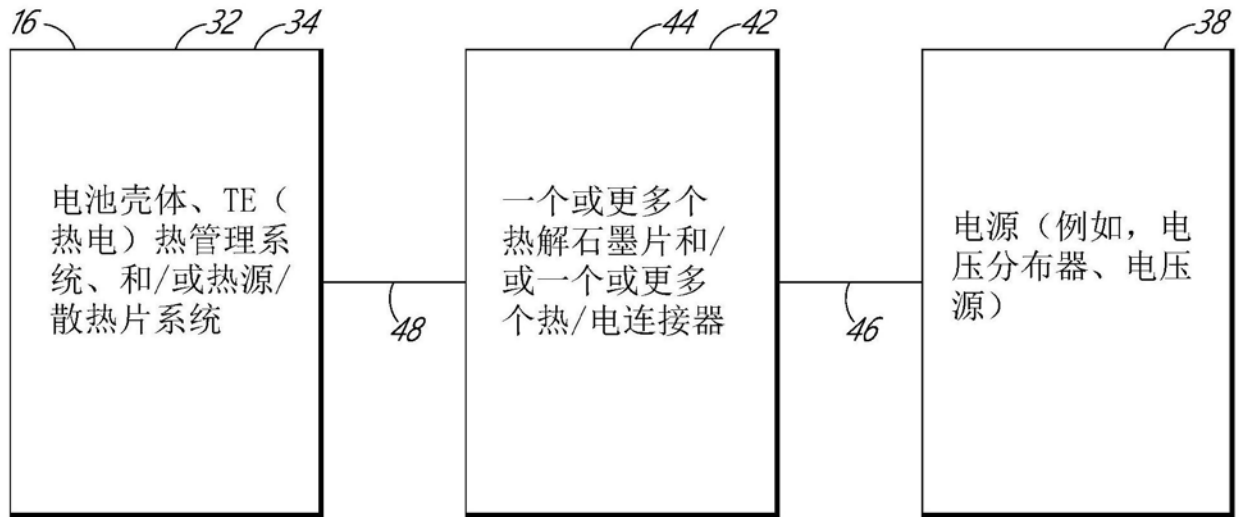 16 32 34 44 42 38
电池壳体、TE（
热电）热管理系
统、和/或热源/
散热片系统
48
一个或更多个
热解石墨片和/
或一个或更多
个热/电连接器
46
电源（例如，电
压分布器、电压
源）